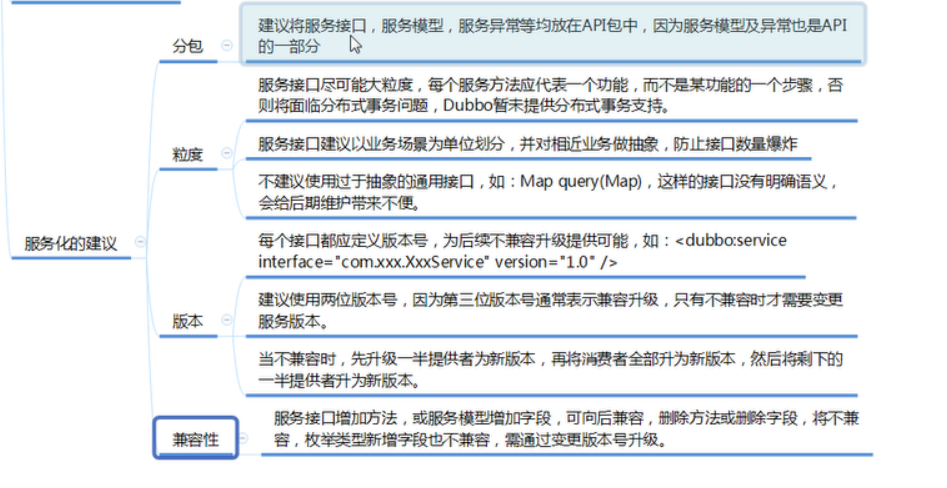 分包
建议将服务接口，服务模型，服务异常等均放在API包中，因为服务模型及异常也是API
的一部分
服务接口尽可能大粒度，每个服务方法应代表一个功能，而不是某功能的一个步骤，否
则将面临分布式事务问题，Dubbo暂未提供分布式事务支持。
粒度
服务接口建议以业务场景为单位划分，并对相近业务做抽象，防止接口数量爆炸
不建议使用过于抽象的通用接口，如：Map query(Map)，这样的接口没有明确语义，
会给后期维护带来不便。
服务化的建议
每个接口都应定义版本号，为后续不兼容升级提供可能，如：<dubbo:service
interface="com.xxx.XxxService" version="1.0" />
版本
建议使用两位版本号，因为第三位版本号通常表示兼容升级，只有不兼容时才需要变更
服务版本。
当不兼容时，先升级一半提供者为新版本，再将消费者全部升为新版本，然后将剩下的
一半提供者升为新版本。
兼容性
服务接口增加方法，或服务模型增加字段，可向后兼容，删除方法或删除字段，将不兼
容，枚举类型新增字段也不兼容，需通过变更版本号升级。